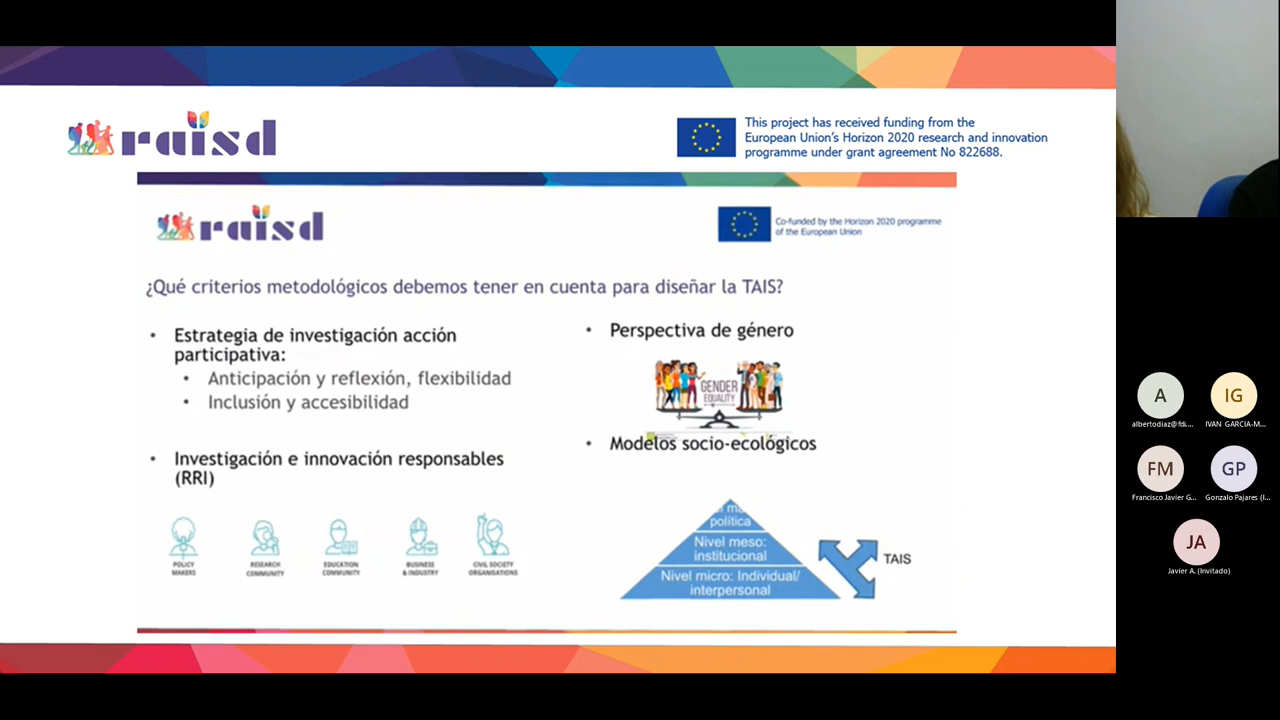 raisd
This project has received funding from the
European Union's Horizon 2020 research and innovation
programme under grant agreement No 822688.
raisd
Co-funded by the Horizon 2020 programme
of the European Union
¿Qué criterios metodológicos debemos tener en cuenta para diseñar la TAIS?
• Estrategia de investigación acción
participativa:
• Anticipación y reflexión, flexibilidad
• Inclusión y accesibilidad
• Investigación e innovación responsables
(RRI)
POLICY
MAKERS
RESEARCH
COMMUNITY
EDUCATION
COMMUNITY
BUSINESS
& INDUSTRY
CIVIL SOCIETY
ORGANISATIONS
• Perspectiva de género
GENDER
EQUALITY
• Modelos socio-ecológicos
política
Nivel meso:
institucional
Nivel micro: Individual/
interpersonal
TAIS
A
albertodiaz@fdi....
IG
IVAN GARCIA-M...
FM
Francisco Javier G...
GP
Gonzalo Pajares (I...
JA
Javier A. (Invitado)